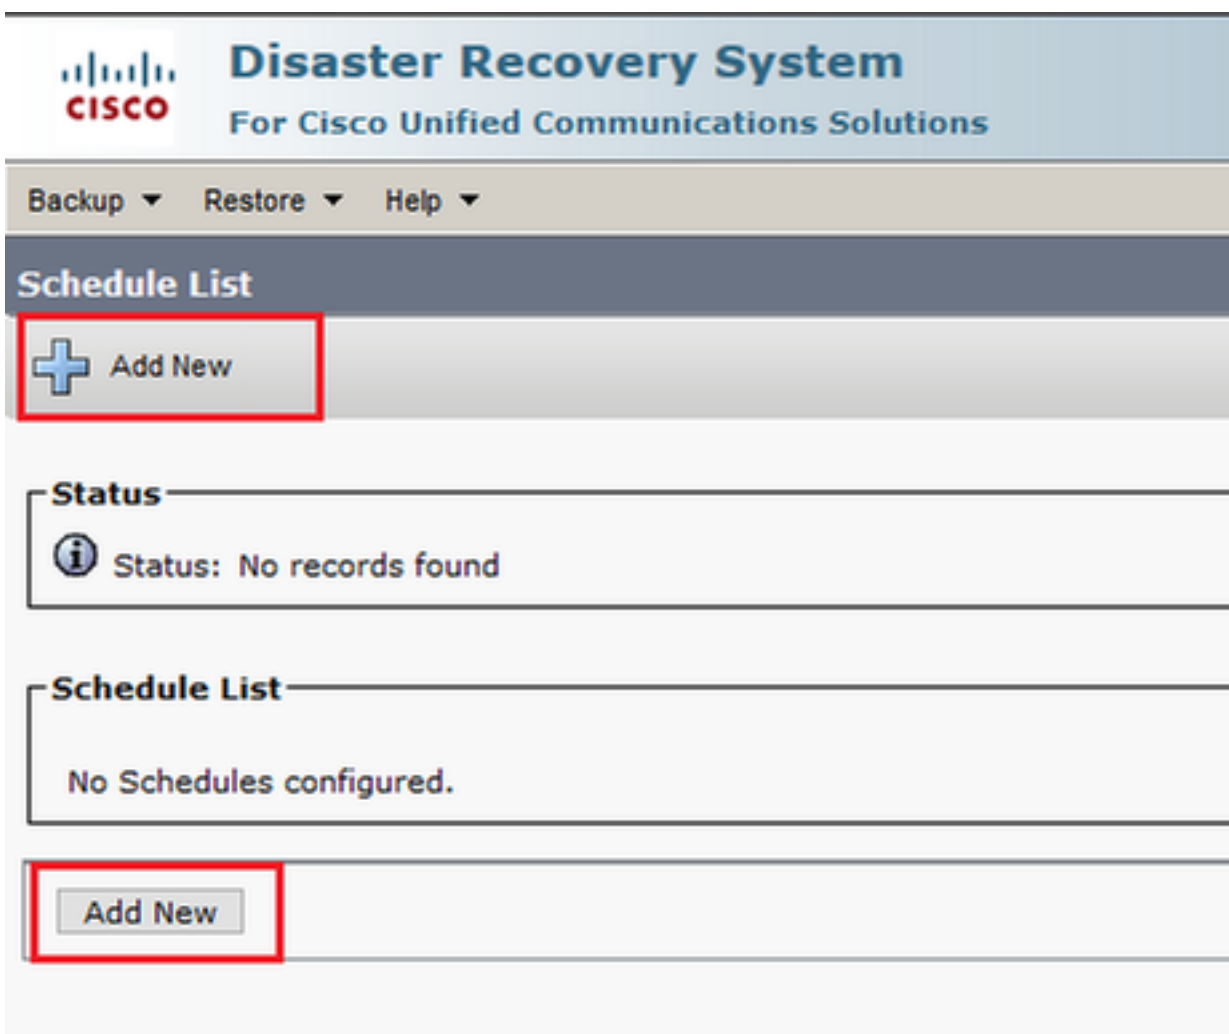 Disaster Recovery System
CISCO
For Cisco Unified Communications Solutions
Backup Restore Help
Schedule List
Add New
Status
Status: No records found
Schedule List
No Schedules configured.
Add New